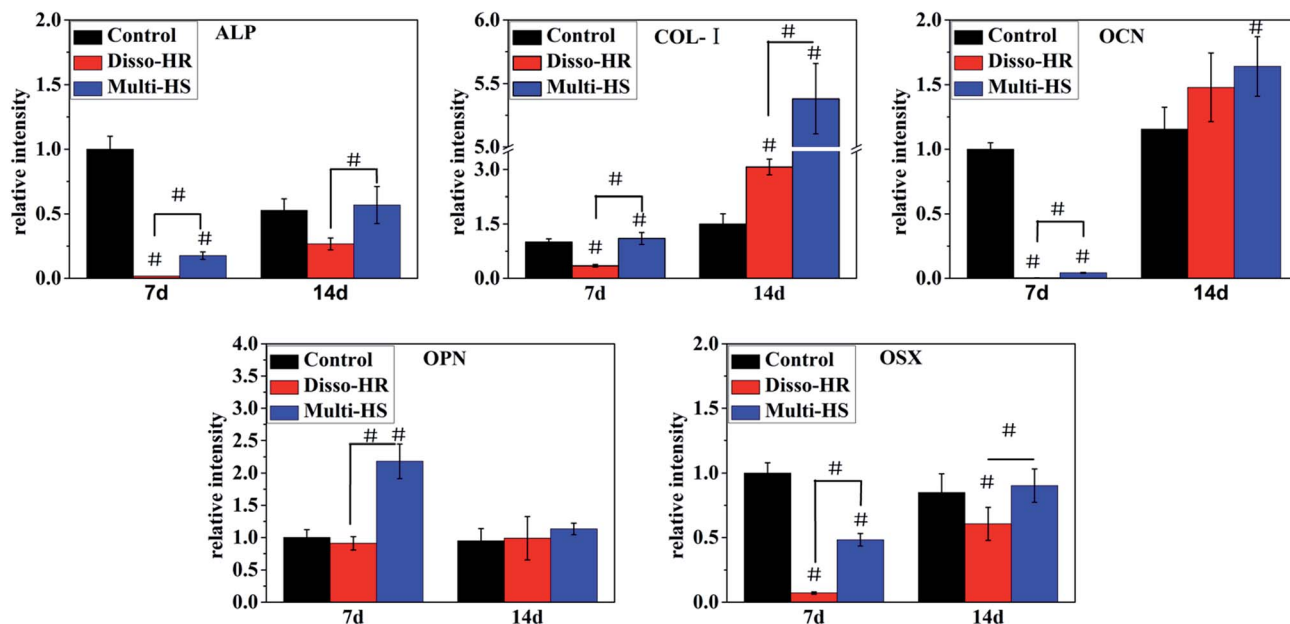 ALP
Control
Disso-HR
Multi-HS
relative intensity
2.0
1.5
1.0
0.5
0.0
#
#
#
#
7d
14d
COL-Ⅰ
Control
Disso-HR
Multi-HS
relative intensity
6.0
5.5
5.0
3.0
1.5
0.0
#
#
#
#
#
#
7d
14d
OCN
Control
Disso-HR
Multi-HS
relative intensity
2.0
1.5
1.0
0.5
0.0
#
#
#
#
7d
14d
OPN
Control
Disso-HR
Multi-HS
relative intensity
4.0
3.5
3.0
2.5
2.0
1.5
1.0
0.5
0.0
# #
7d
14d
OSX
Control
Disso-HR
Multi-HS
relative intensity
2.0
1.5
1.0
0.5
0.0
#
#
#
#
#
7d
14d